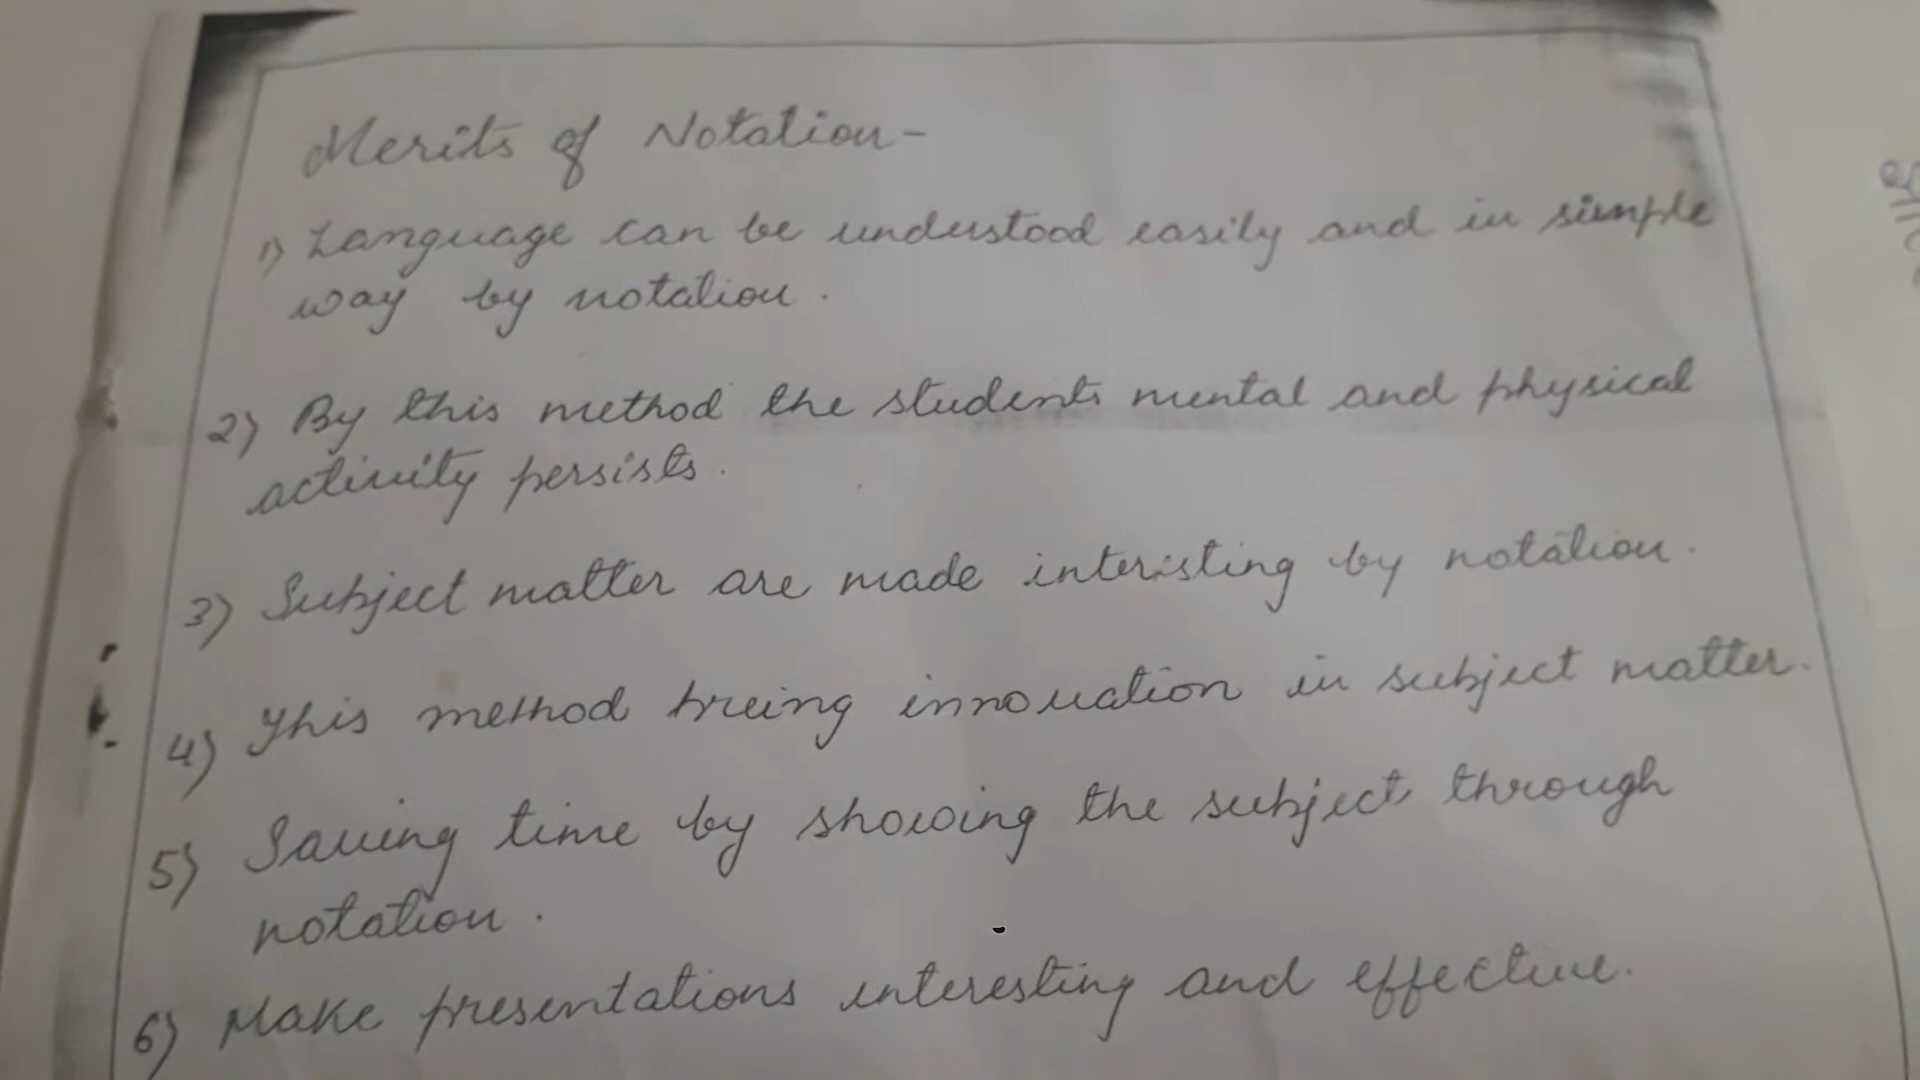 Merits of Notation-
1) Language can be understood easily and in simple
way by notation.
2) By this method the students mental and physical
activity persists.
3) Subject matter are made interesting by notation.
4) This method breing innovation in subject matter.
5) Saving time by showing the subject through
notation.
6) Make presentations interesting and effective.